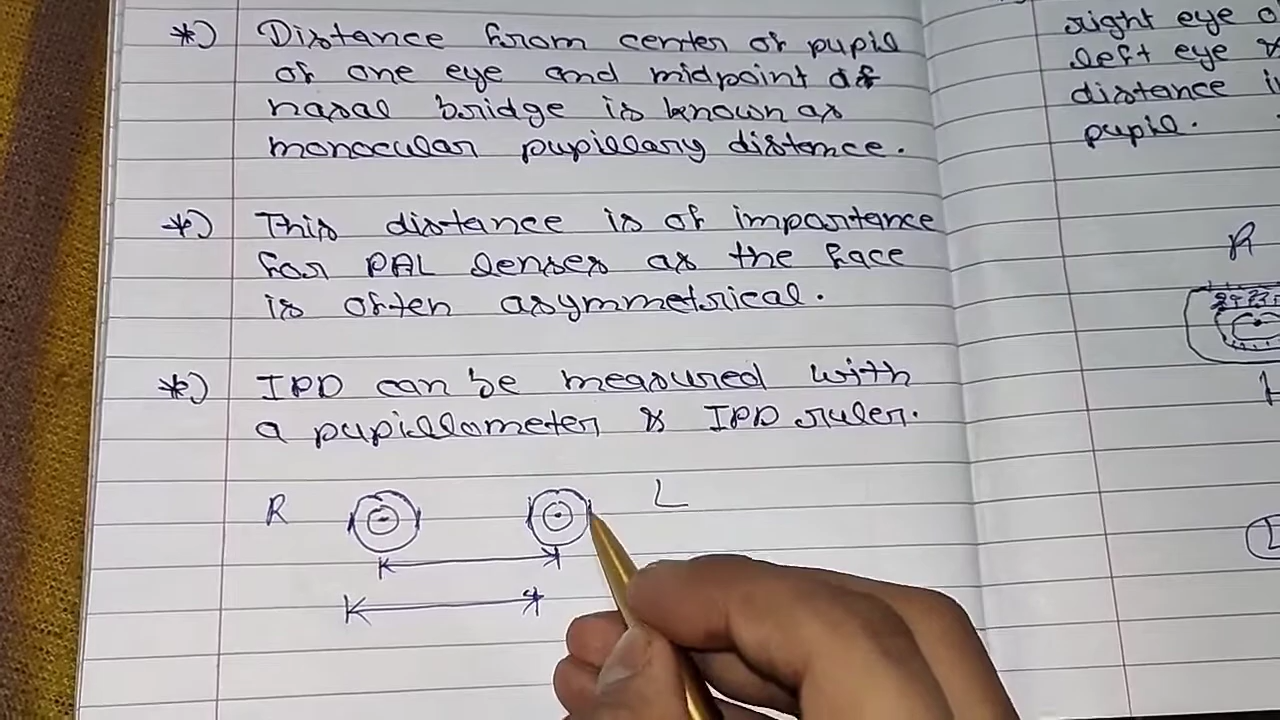 *) Distance from center of pupil
of one eye and midpoint of
nasal bridge is known as
monocular pupillary distance.
*) This distance is of importance
for PAL lenses as the face
is often asymmetrical.
*) IPD can be measured with
a pupillometer & IPD ruler.
R L
right eye
left eye &
distance
pupil.
R
L